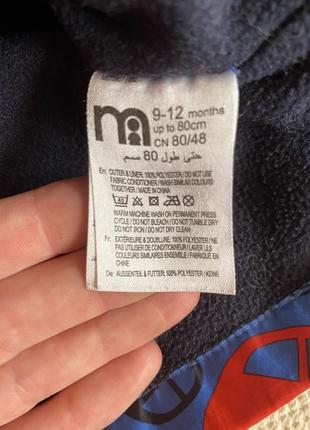 m
9-12 months
up to 80cm
CN 80/48
حتى طول 80 سم
En: OUTER & LINER: 100% POLYESTER / DO NOT USE
FABRIC CONDITIONER / WASH SIMILAR COLOURS
TOGETHER / MADE IN CHINA
40
WARM MACHINE WASH ON PERMANENT PRESS
CYCLE / DO NOT BLEACH / DO NOT TUMBLE DRY
DO NOT IRON / DO NOT DRY CLEAN
Fr: EXTÉRIEURE & DOUBLURE: 100% POLYESTER / NE
PAS UTILISER DE CONDITIONNEUR / LAVER LES
COULEURS SIMILAIRES ENSEMBLE / FABRIQUÉ EN
CHINE
De: AUSSENTEIL & FUTTER: 100% POLYESTER / KEINE